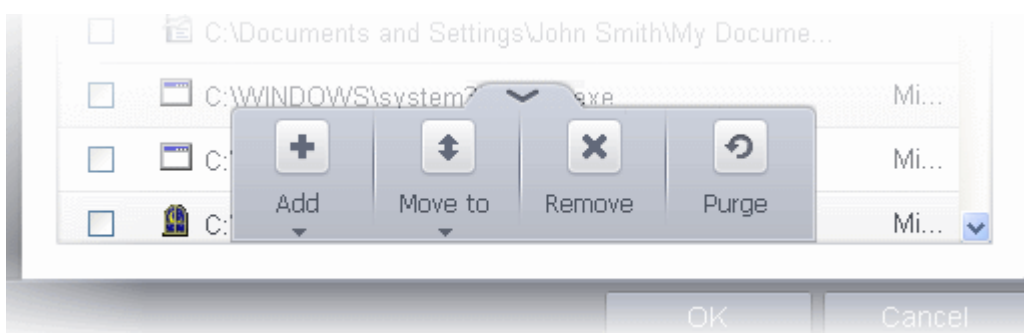 C:\Documents and Settings\John Smith\My Docume...
C:\WINDOWS\system3 exe Mi...
C:\ Mi...
C:\ Mi...
Add Move to Remove Purge
OK Cancel